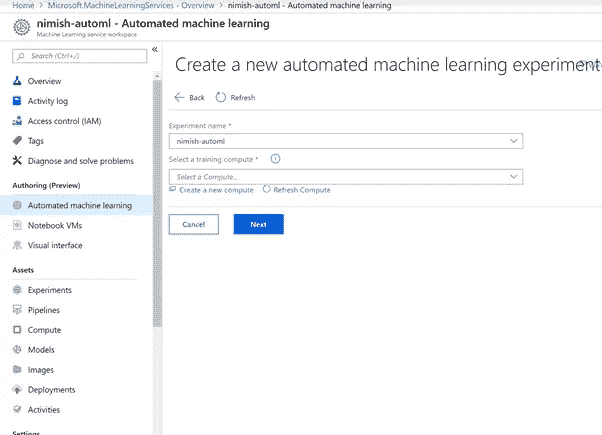 Home > Microsoft.MachineLearningServices - Overview > nimish-automl - Automated machine learning
nimish-automl - Automated machine learning
Machine Learning service workspace
Search (Ctrl+/)
«
Overview
Activity log
Access control (IAM)
Tags
Diagnose and solve problems
Authoring (Preview)
Automated machine learning
Notebook VMs
Visual interface
Assets
Experiments
Pipelines
Compute
Models
Images
Deployments
Activities
Settings
Create a new automated machine learning experiment
Back Refresh
Experiment name *
nimish-automl
Select a training compute *
Select a Compute...
Create a new compute Refresh Compute
Cancel Next